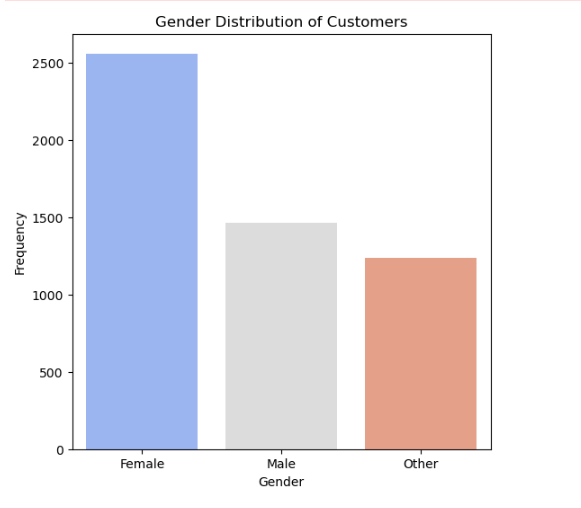 Gender Distribution of Customers
2500
2000
1500
1000
500
0
Frequency
Female Male Other
Gender